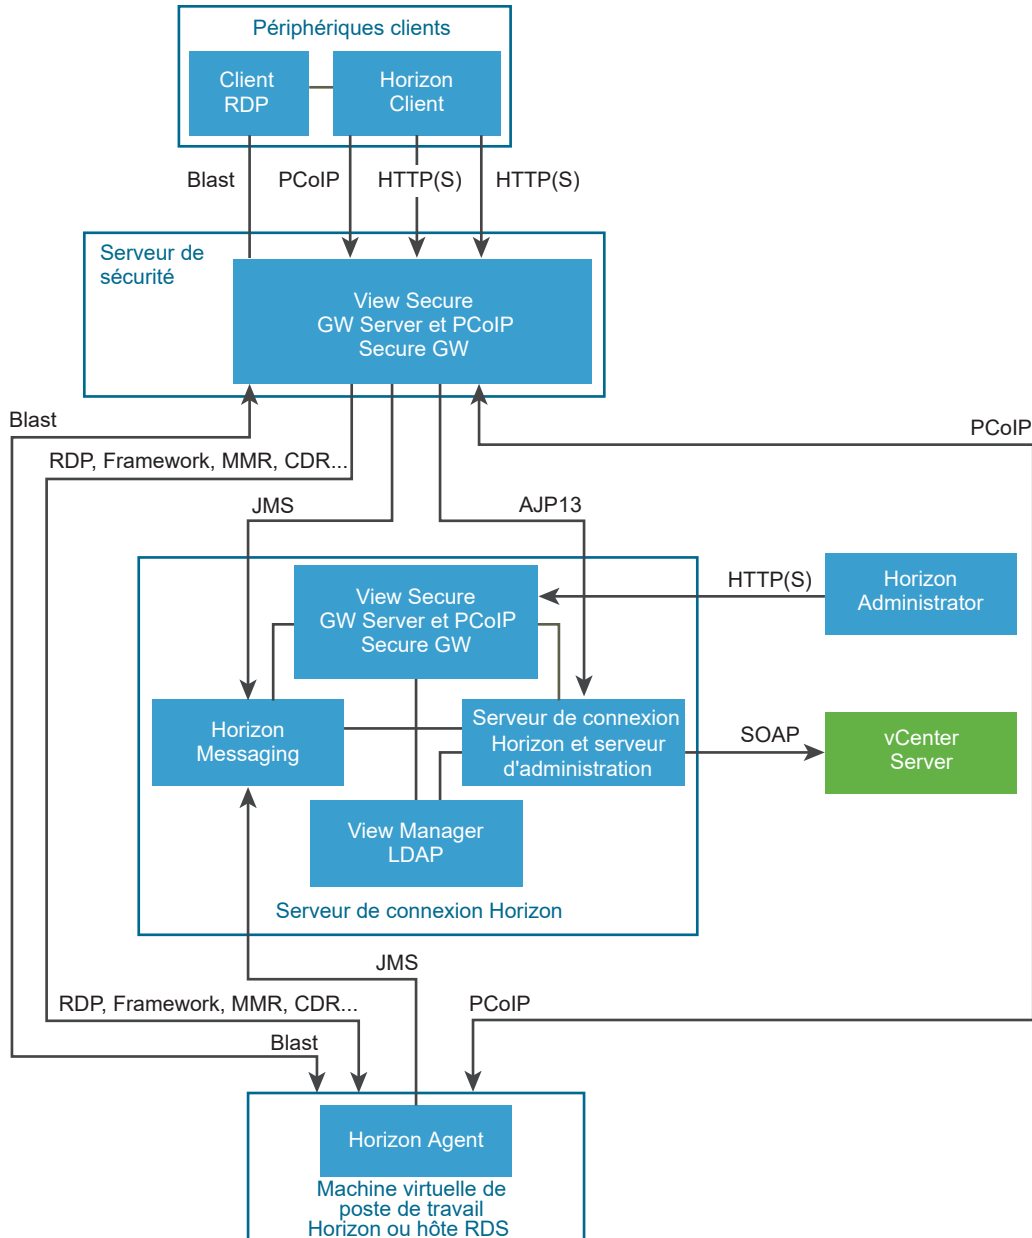 Périphériques clients
Client
RDP
Horizon
Client
Blast
PCoIP
HTTP(S)
HTTP(S)
Serveur de
sécurité
View Secure
GW Server et PCoIP
Secure GW
Blast
PCoIP
RDP, Framework, MMR, CDR...
JMS
AJP13
View Secure
GW Server et PCoIP
Secure GW
HTTP(S)
Horizon
Administrator
Horizon
Messaging
Serveur de connexion
Horizon et serveur
d'administration
SOAP
vCenter
Server
View Manager
LDAP
Serveur de connexion Horizon
JMS
RDP, Framework, MMR, CDR...
PCoIP
Blast
Horizon Agent
Machine virtuelle de
poste de travail
Horizon ou hôte RDS